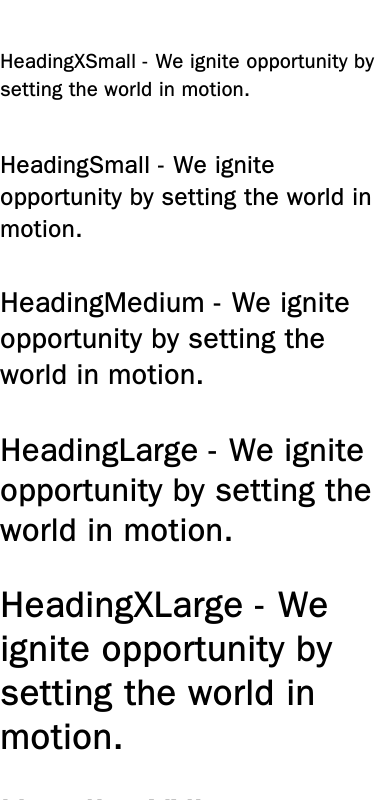 HeadingXSmall - We ignite opportunity by
setting the world in motion.
HeadingSmall - We ignite
opportunity by setting the world in
motion.
HeadingMedium - We ignite
opportunity by setting the
world in motion.
HeadingLarge - We ignite
opportunity by setting the
world in motion.
HeadingXLarge - We
ignite opportunity by
setting the world in
motion.